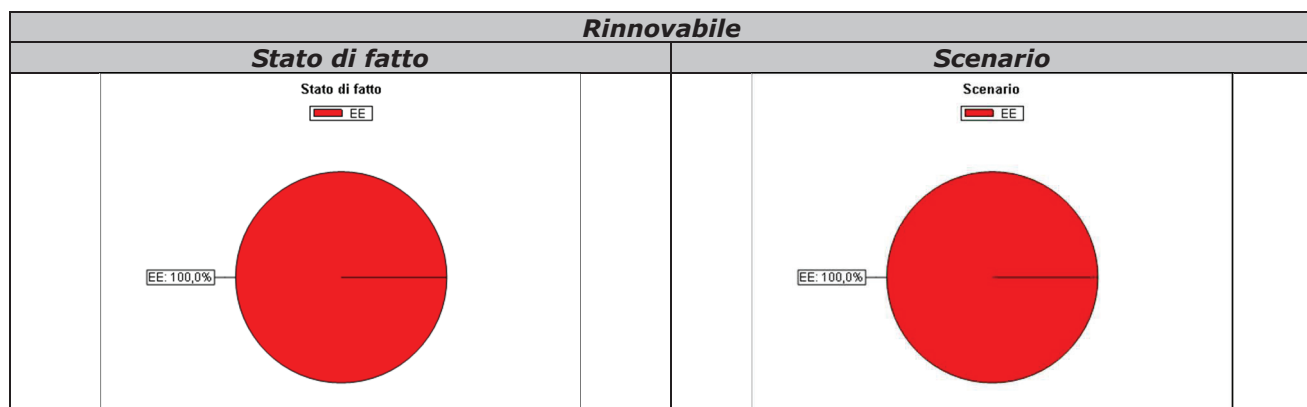 Rinnovabile
Stato di fatto
Scenario
Stato di fatto
EE
EE: 100,0%
Scenario
EE
EE: 100,0%